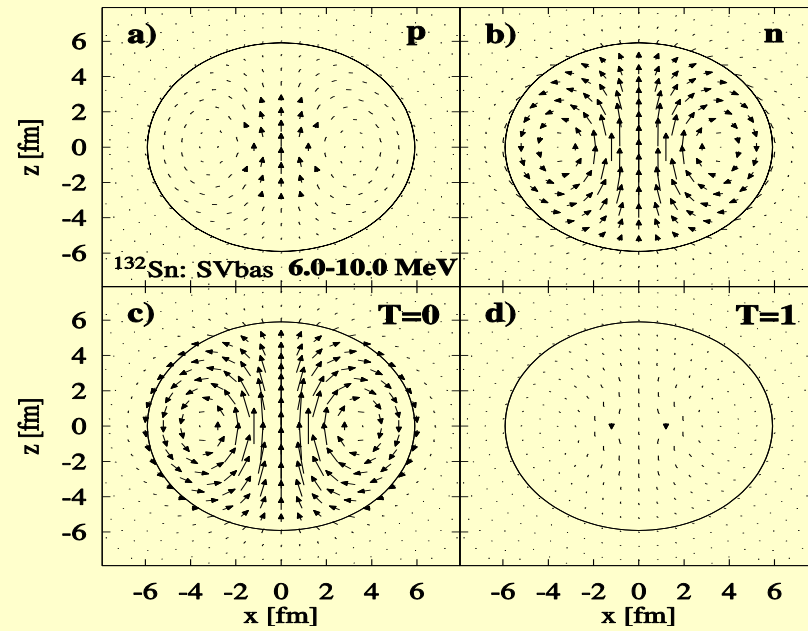 a) p
b) n
6
4
2
0
-2
-4
-6
z [fm]
¹³²Sn: SVbas 6.0-10.0 MeV
c) T=0
d) T=1
6
4
2
0
-2
-4
-6
z [fm]
-6 -4 -2 0 2 4 6
-6 -4 -2 0 2 4 6
x [fm]
x [fm]